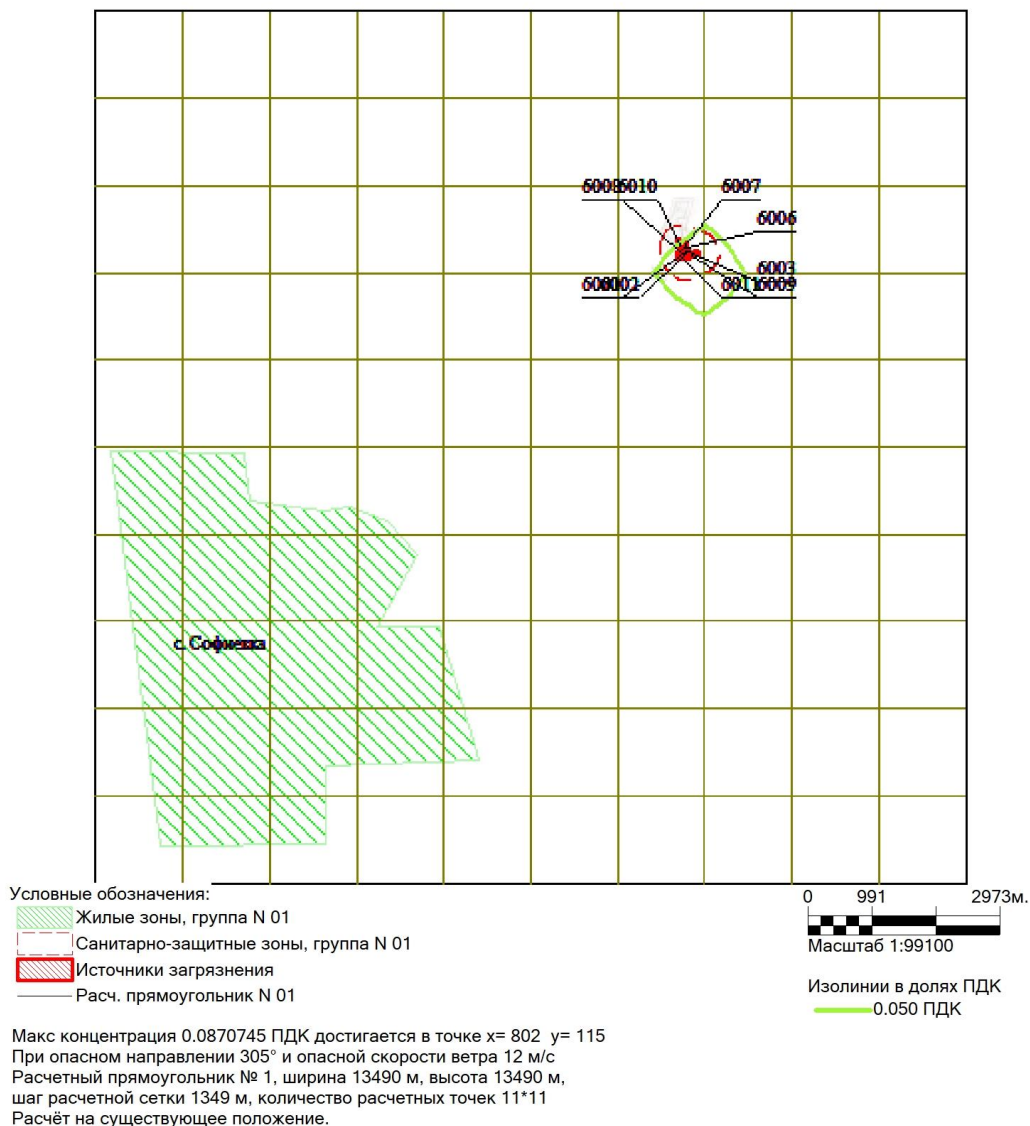 6010
6007
6006
6003
6009
с. Софиевка
Условные обозначения:
Жилые зоны, группа N 01
Санитарно-защитные зоны, группа N 01
Источники загрязнения
Расч. прямоугольник N 01
0 991 2973м.
Масштаб 1:99100
Изолинии в долях ПДК
0.050 ПДК
Макс концентрация 0.0870745 ПДК достигается в точке x= 802 y= 115
При опасном направлении 305° и опасной скорости ветра 12 м/с
Расчетный прямоугольник № 1, ширина 13490 м, высота 13490 м,
шаг расчетной сетки 1349 м, количество расчетных точек 11*11
Расчёт на существующее положение.